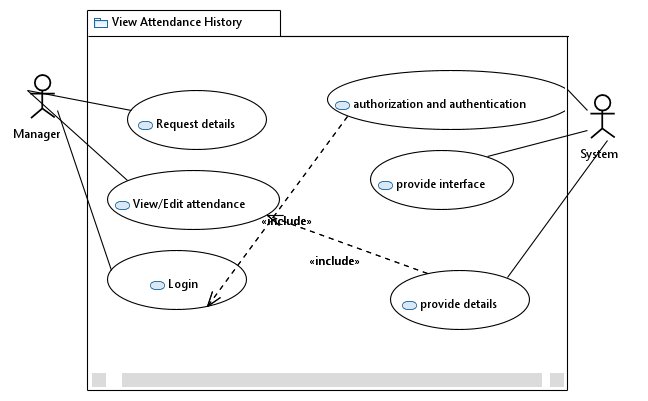 View Attendance History
authorization and authentication
Request details
Manager
System
provide interface
View/Edit attendance
«include»
«include»
Login
provide details